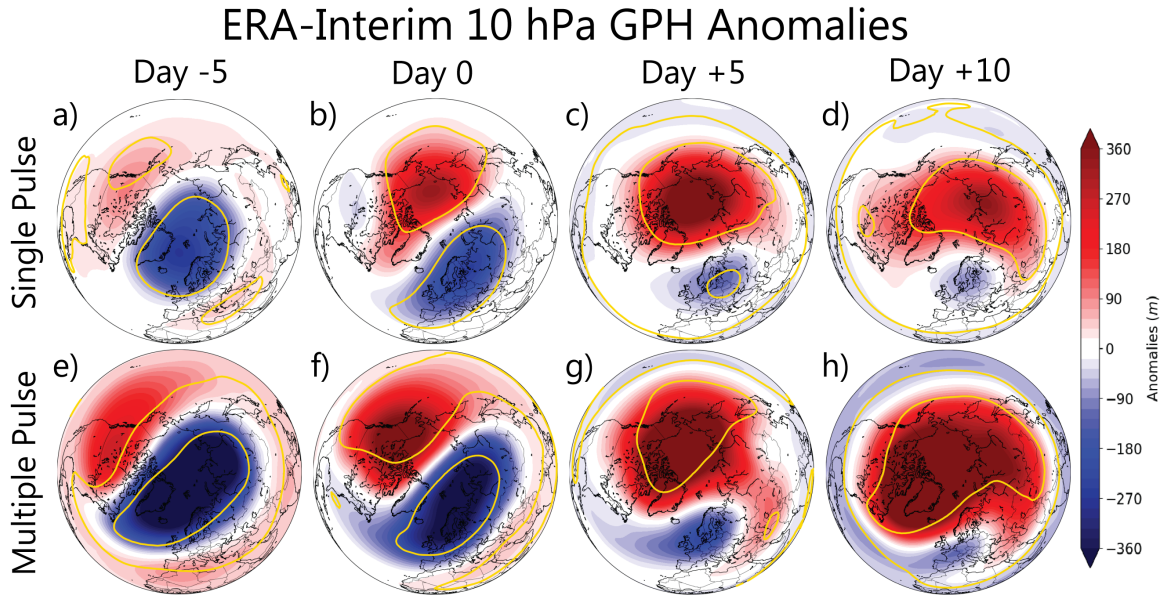 ERA-Interim 10 hPa GPH Anomalies
Day -5
Day 0
Day +5
Day +10
Single Pulse
a)
b)
c)
d)
Multiple Pulse
e)
f)
g)
h)
360
270
180
90
0
−90
−180
−270
−360
Anomalies (m)